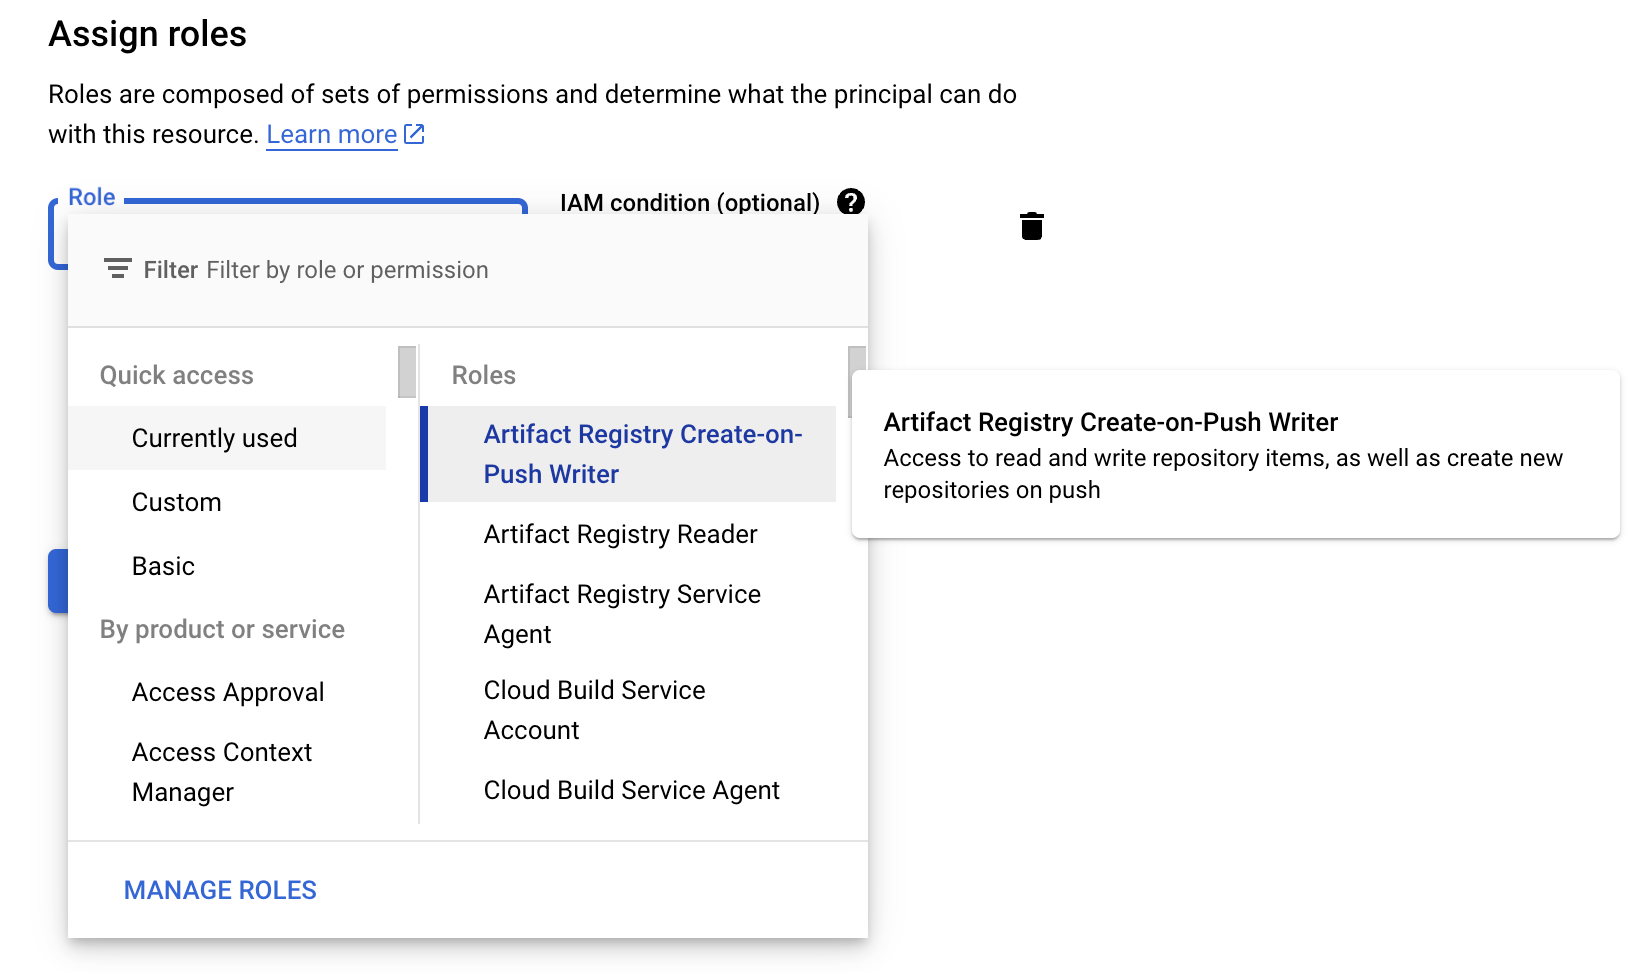 Assign roles
Roles are composed of sets of permissions and determine what the principal can do
with this resource. Learn more
Role
IAM condition (optional)
Filter Filter by role or permission
Quick access
Currently used
Custom
Basic
By product or service
Access Approval
Access Context
Manager
Roles
Artifact Registry Create-on-
Push Writer
Artifact Registry Reader
Artifact Registry Service
Agent
Cloud Build Service
Account
Cloud Build Service Agent
Artifact Registry Create-on-Push Writer
Access to read and write repository items, as well as create new
repositories on push
MANAGE ROLES